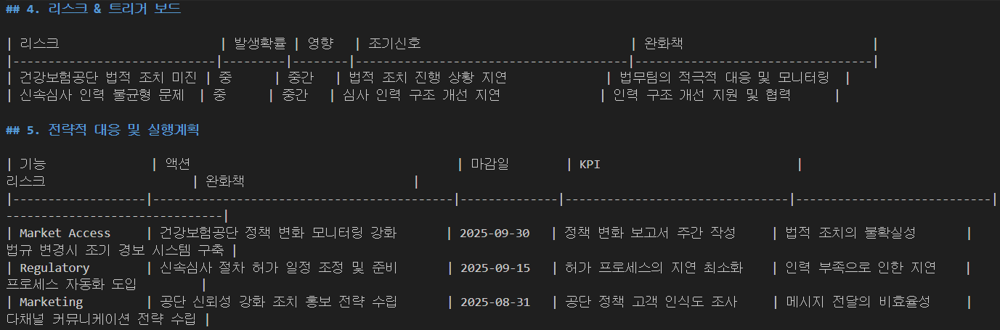 ## 4. 리스크 & 트리거 보드
| 리스크 | 발생확률 | 영향 | 조기신호 | 완화책 |
|----------------------------|---------|--------|--------------------------------------|---------------------------------|
| 건강보험공단 법적 조치 미진 | 중 | 중간 | 법적 조치 진행 상황 지연 | 법무팀의 적극적 대응 및 모니터링 |
| 신속심사 인력 불균형 문제 | 중 | 중간 | 심사 인력 구조 개선 지연 | 인력 구조 개선 지원 및 협력 |
## 5. 전략적 대응 및 실행계획
| 기능 | 액션 | 마감일 | KPI |
리스크 | 완화책 |
|-------------------|------------------------------------------|--------------|-------------------------------|---------------------------|
------------------------------|
| Market Access | 건강보험공단 정책 변화 모니터링 강화 | 2025-09-30 | 정책 변화 보고서 주간 작성 | 법적 조치의 불확실성 |
법규 변경시 조기 경보 시스템 구축 |
| Regulatory | 신속심사 절차 허가 일정 조정 및 준비 | 2025-09-15 | 허가 프로세스의 지연 최소화 | 인력 부족으로 인한 지연 |
프로세스 자동화 도입 |
| Marketing | 공단 신뢰성 강화 조치 홍보 전략 수립 | 2025-08-31 | 공단 정책 고객 인식도 조사 | 메시지 전달의 비효율성 |
다채널 커뮤니케이션 전략 수립 |